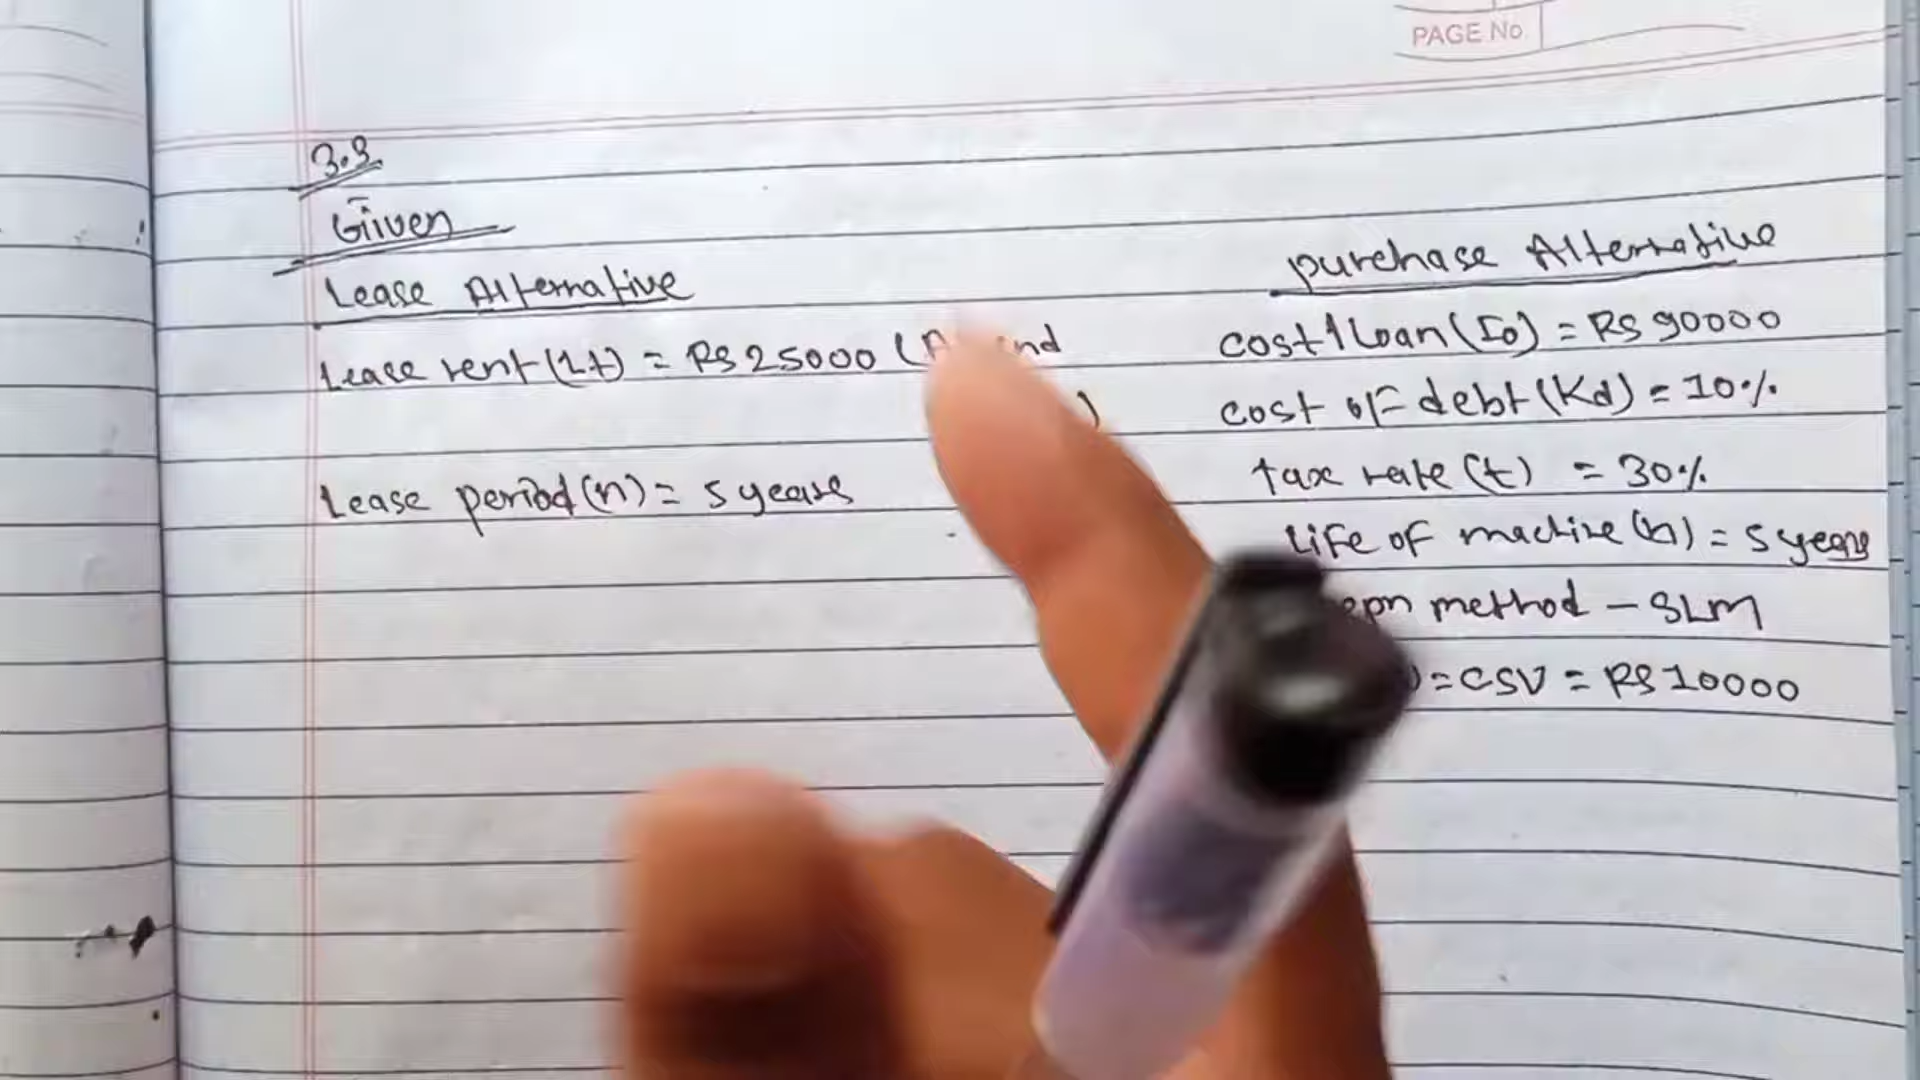 PAGE No.
3.3
Given
Lease Alternative
Lease rent (Lt) = RS 25000 (
)
Lease period (n) = 5 years
purchase Alternative
cost/Loan (I0) = RS 90000
cost of debt (Kd) = 10%
tax rate (t) = 30%
Life of machine (n) = 5 years
method - SLM
) = CSV = RS 10000